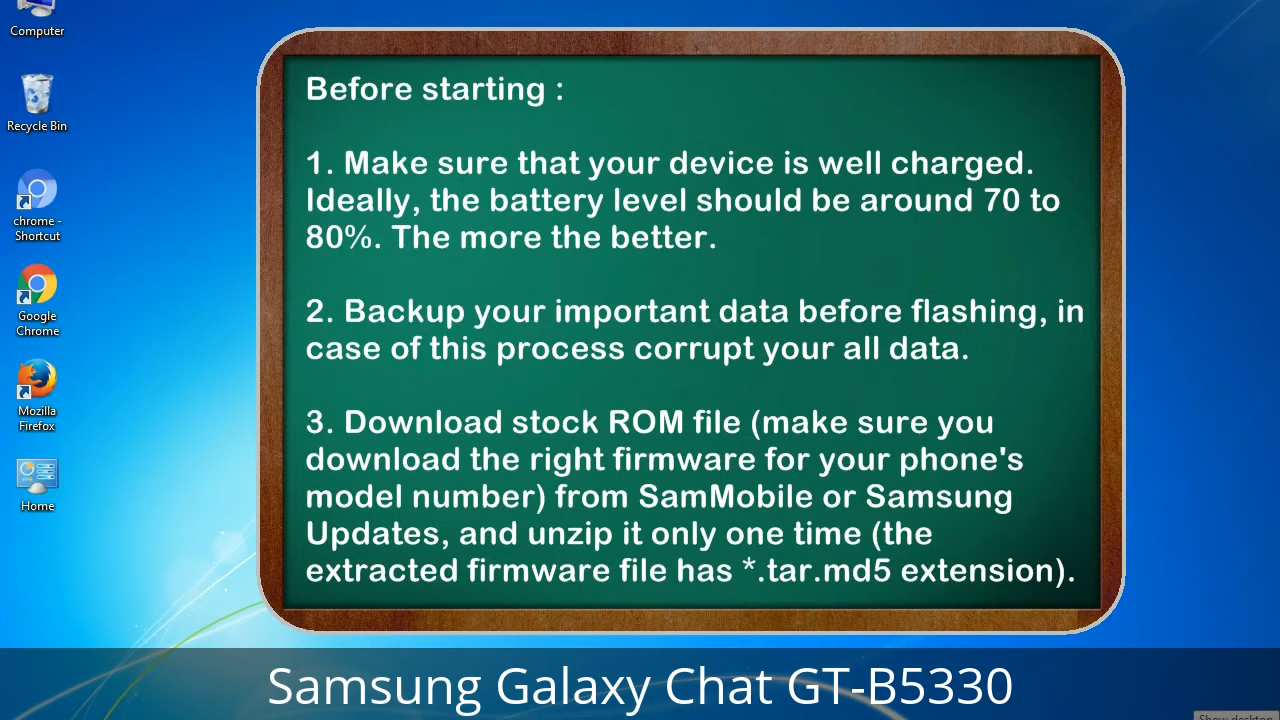 Computer
Recycle Bin
chrome -
Shortcut
Google
Chrome
Mozilla
Firefox
Home
Before starting :
1. Make sure that your device is well charged.
Ideally, the battery level should be around 70 to
80%. The more the better.
2. Backup your important data before flashing, in
case of this process corrupt your all data.
3. Download stock ROM file (make sure you
download the right firmware for your phone's
model number) from SamMobile or Samsung
Updates, and unzip it only one time (the
extracted firmware file has *.tar.md5 extension).
Samsung Galaxy Chat GT-B5330
Show desktop